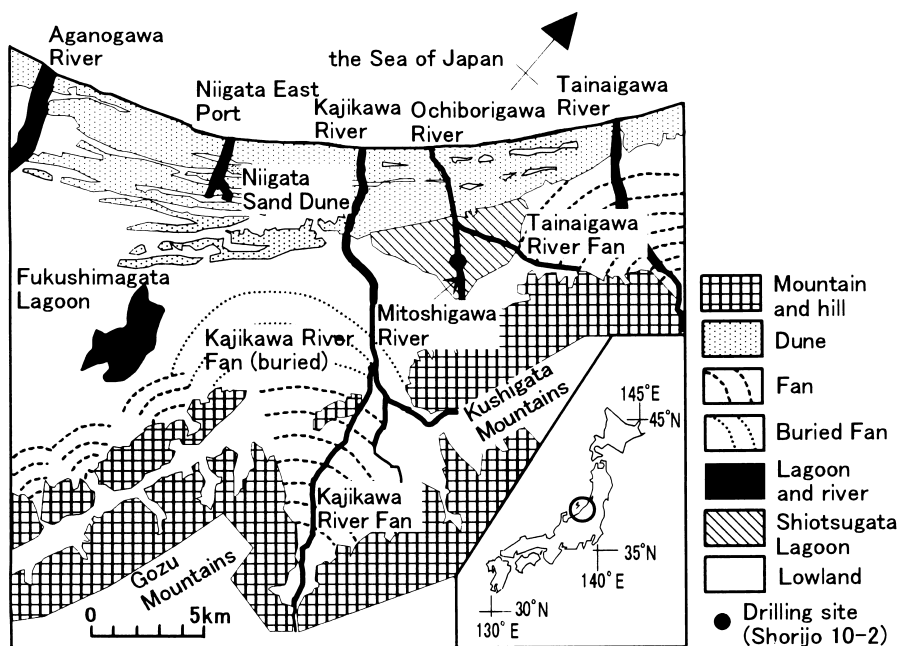 Aganogawa
River
the Sea of Japan
Niigata East
Port
Kajikawa
River
Ochiborigawa
River
Tainaigawa
River
Niigata
Sand Dune
Tainaigawa
River Fan
Fukushimagata
Lagoon
Mitoshigawa
River
Kajikawa River
Fan (buried)
Kushigata
Mountains
Kajikawa
River Fan
Gozu
Mountains
0 5km
145°E
45°N
35°N
140°E
30°N
130°E
Mountain
and hill
Dune
Fan
Buried Fan
Lagoon
and river
Shiotsugata
Lagoon
Lowland
Drilling site
(Shorijo 10-2)